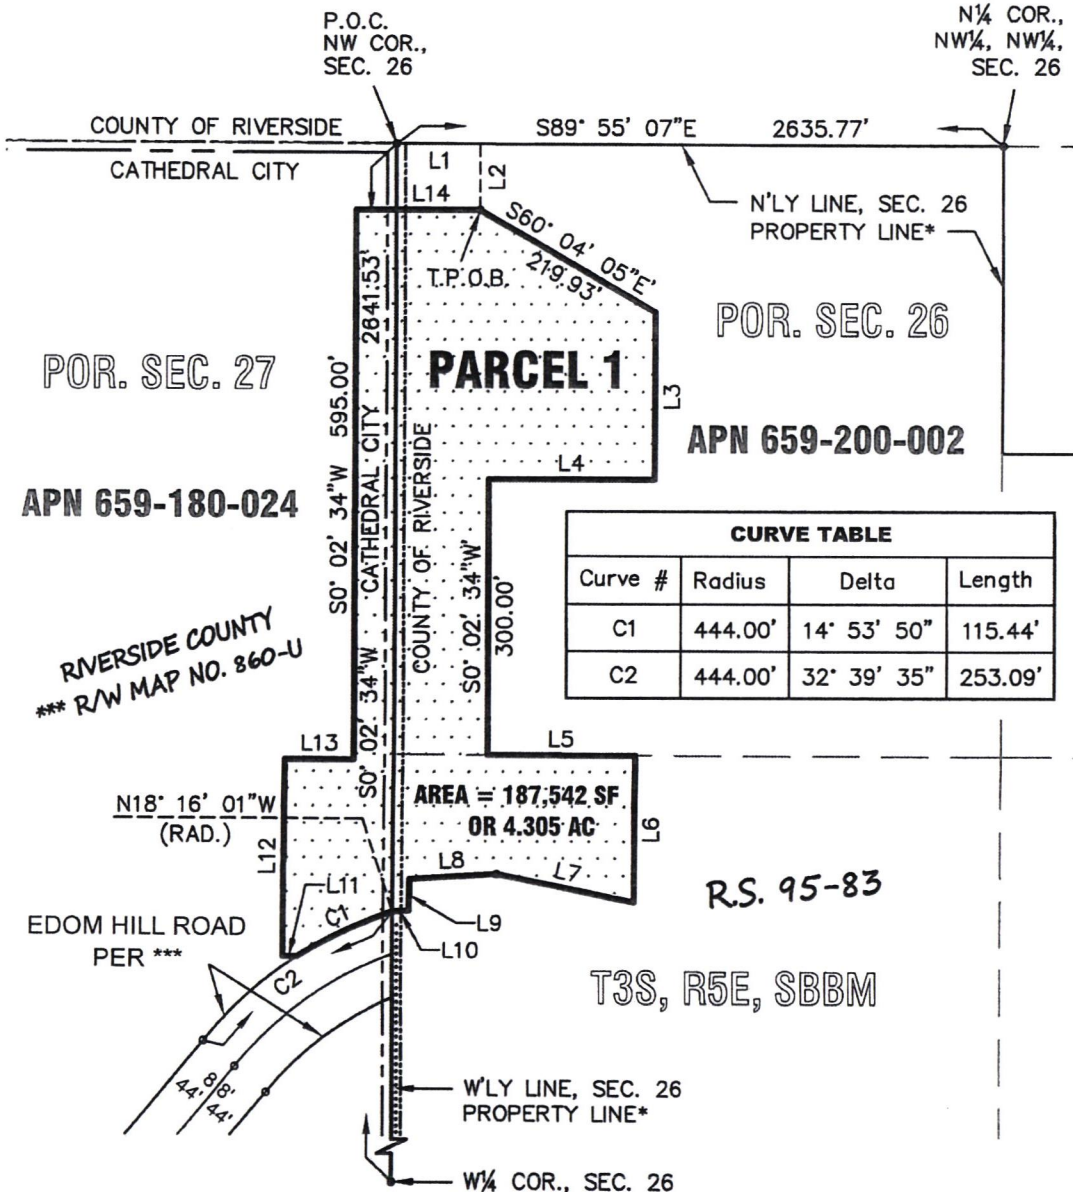 P.O.C.
NW COR.,
SEC. 26
N¼ COR.,
NW¼, NW¼,
SEC. 26
COUNTY OF RIVERSIDE
CATHEDRAL CITY
S89° 55' 07"E 2635.77'
L1
L2
L14
N'LY LINE, SEC. 26
PROPERTY LINE*
S60° 04' 05"E'
219.93'
T.P.O.B.
2641.53'
POR. SEC. 27
POR. SEC. 26
PARCEL 1
L3
APN 659-200-002
L4
APN 659-180-024
S0° 02' 34"W 595.00'
CATHEDRAL CITY
COUNTY OF RIVERSIDE
S0° 02' 34"W
S0° 02' 34"W'
300.00'
CURVE TABLE
Curve # Radius Delta Length
C1 444.00' 14° 53' 50" 115.44'
C2 444.00' 32° 39' 35" 253.09'
RIVERSIDE COUNTY
*** R/W MAP NO. 860-U
L13
L5
N18° 16' 01"W
(RAD.)
AREA = 187,542 SF
OR 4.305 AC
L12
L6
L8
L7
L11
C1
L9
L10
R.S. 95-83
EDOM HILL ROAD
PER ***
C2
T3S, R5E, SBBM
44' 8' 8' 44'
W'LY LINE, SEC. 26
PROPERTY LINE*
W¼ COR., SEC. 26